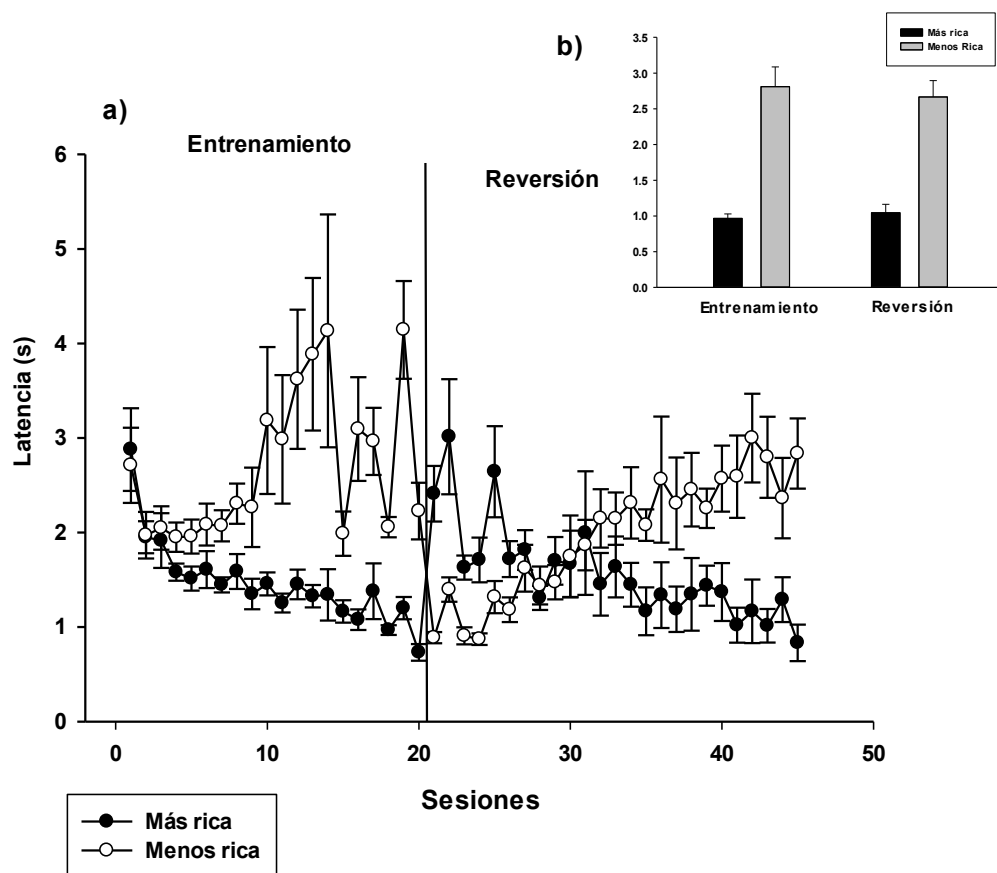 b)
Más rica
Menos Rica
3.5
3.0
2.5
2.0
1.5
1.0
0.5
0.0
Entrenamiento Reversión
a)
Entrenamiento
Reversión
Latencia (s)
6
5
4
3
2
1
0
0 10 20 30 40 50
Sesiones
Más rica
Menos rica